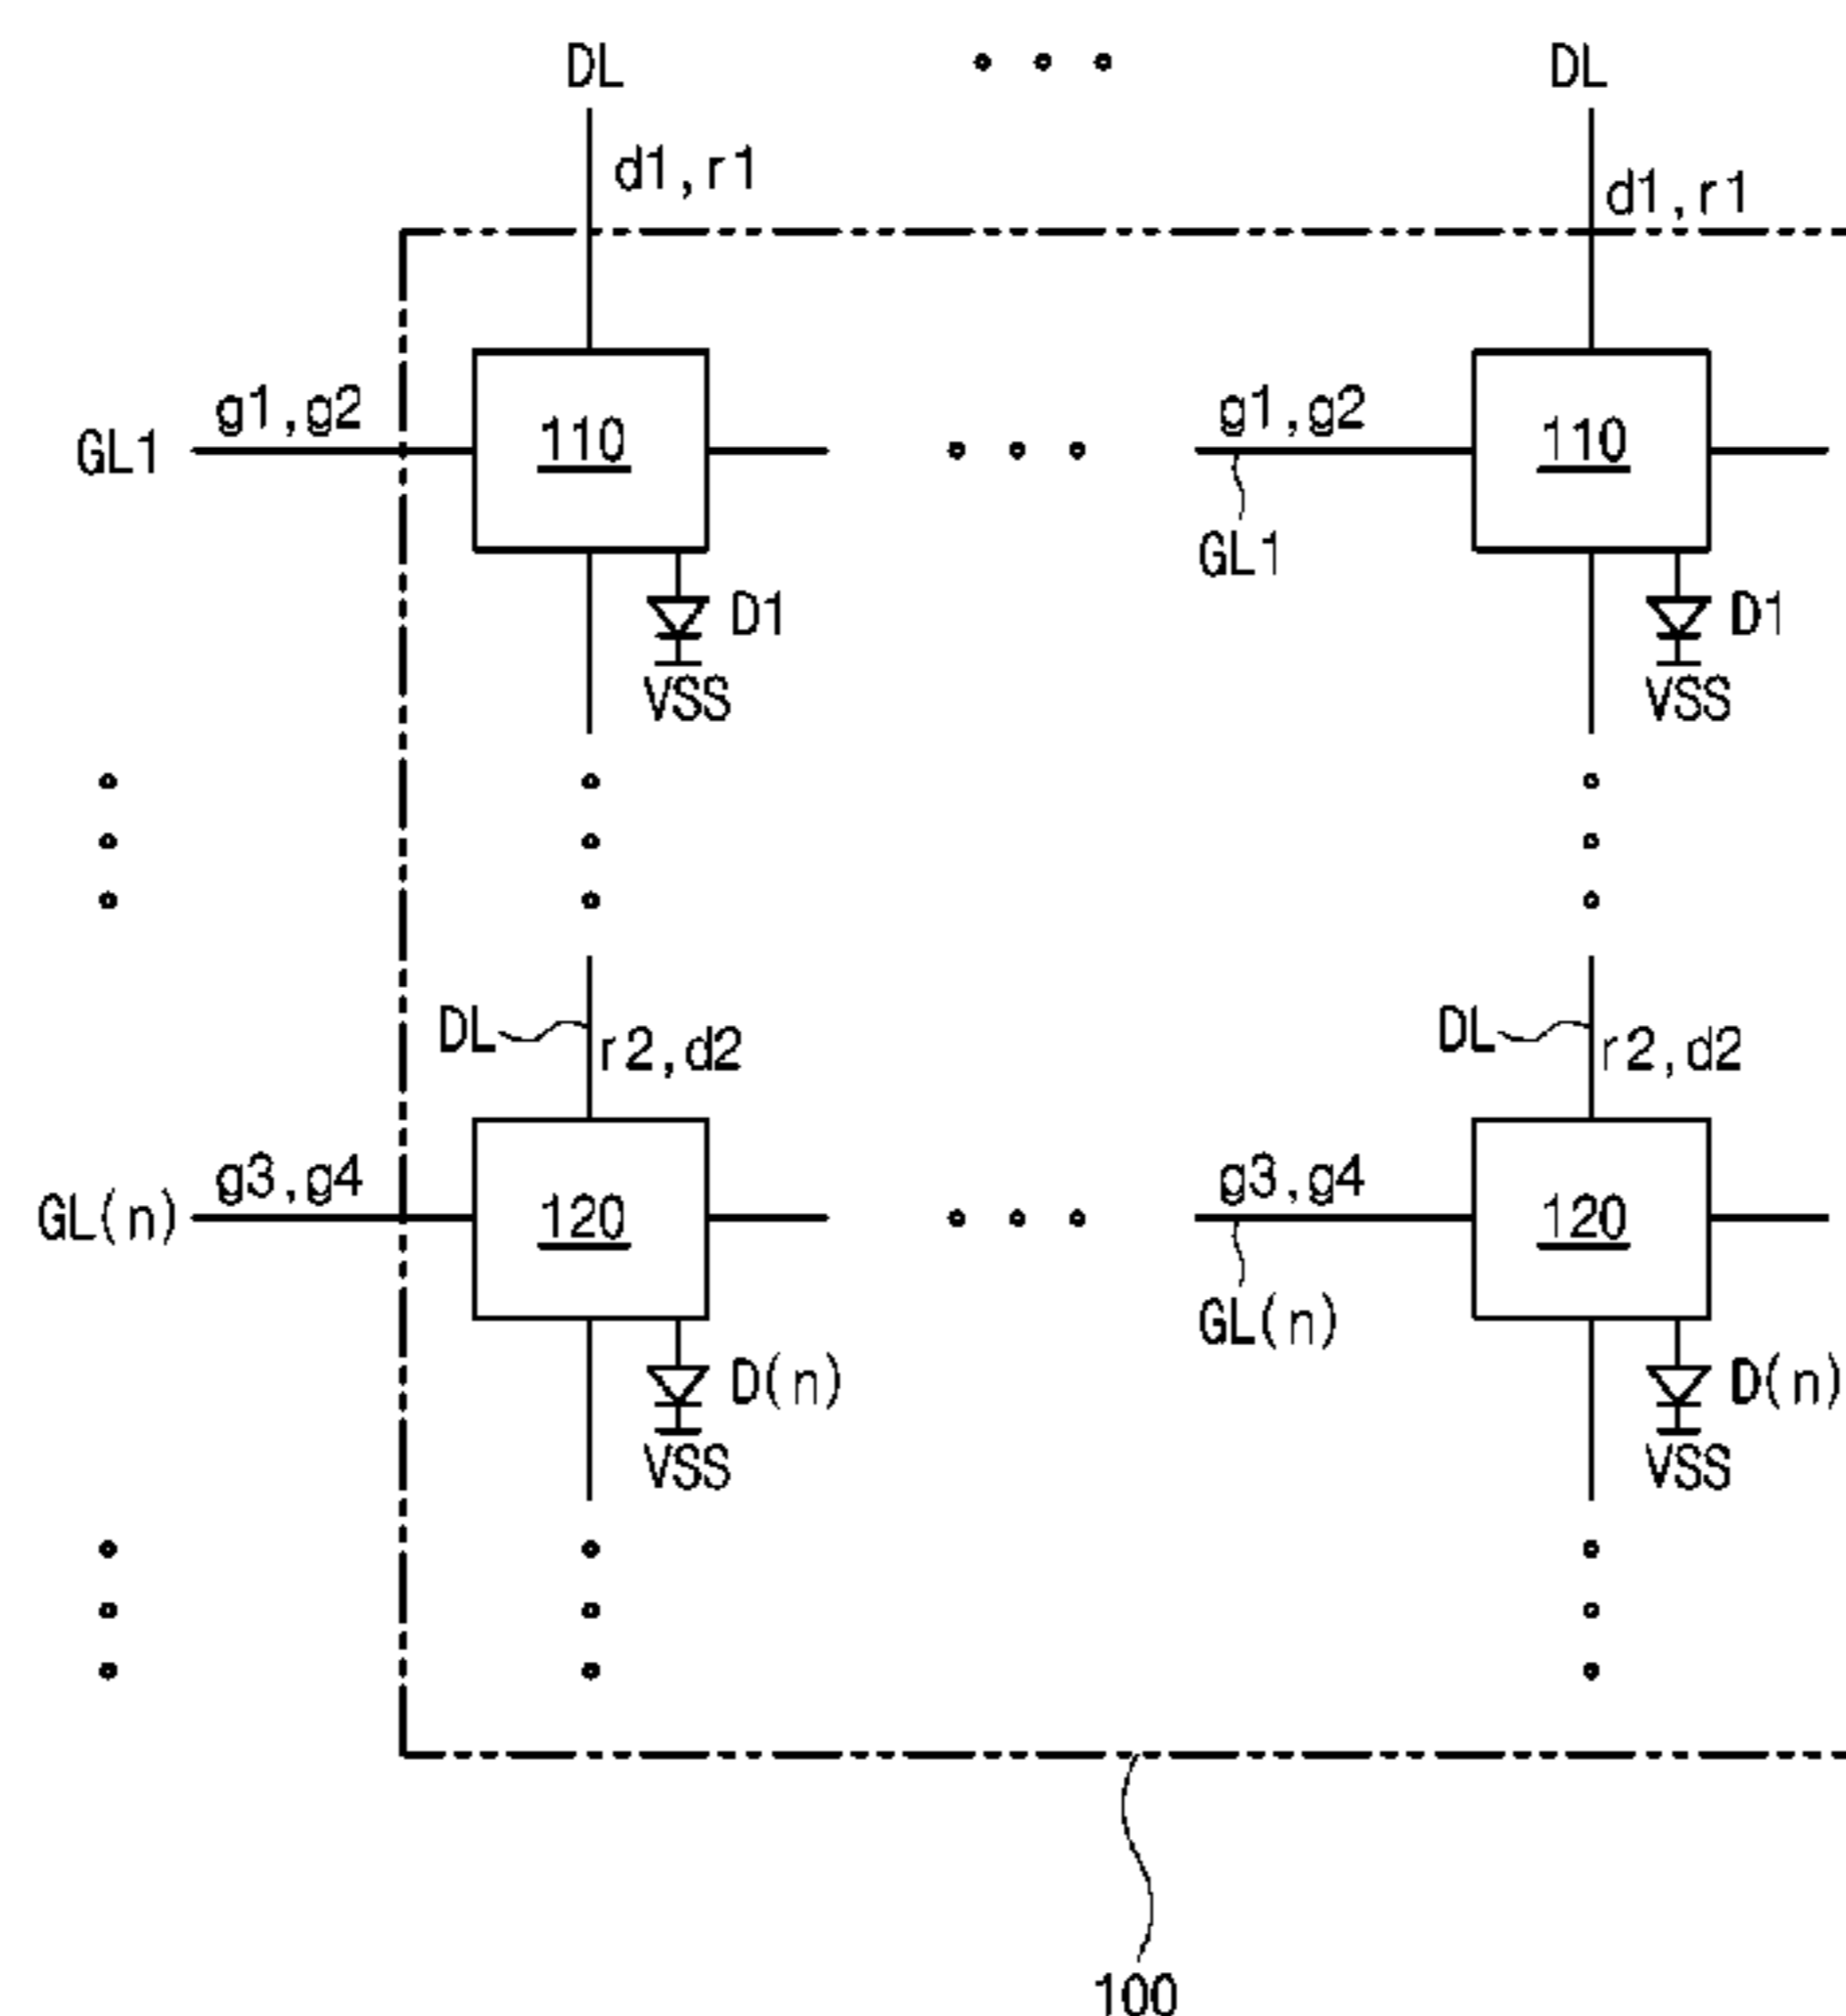 DL DL
d1,r1 d1,r1
g1,g2 g1,g2
GL1 110 110
GL1
D1 D1
VSS VSS
DL r2,d2 DL r2,d2
g3,g4 g3,g4
GL(n) 120 120
GL(n)
D(n) D(n)
VSS VSS
100